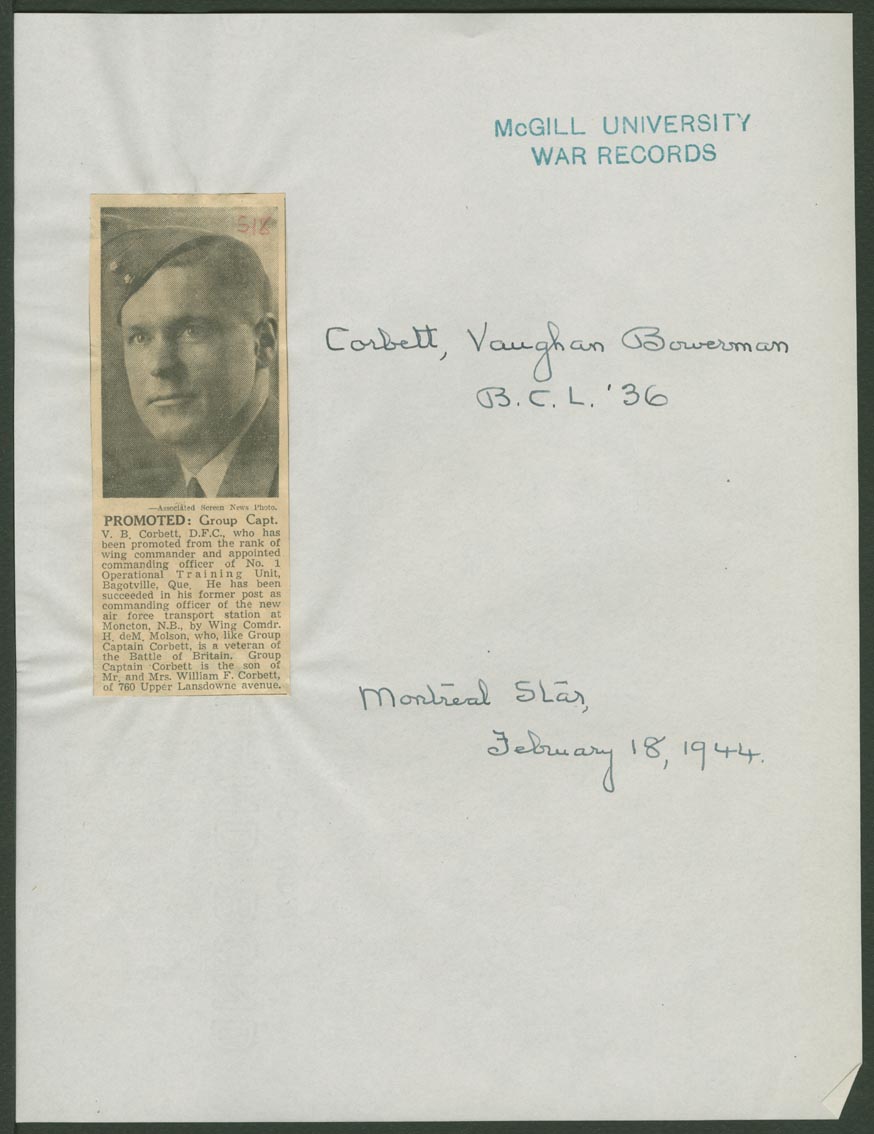 McGILL UNIVERSITY
WAR RECORDS
518
Corbett, Vaughan Bowerman
B.C.L. '36
—Associated Screen News Photo.
PROMOTED: Group Capt.
V. B. Corbett, D.F.C., who has
been promoted from the rank of
wing commander and appointed
commanding officer of No. 1
Operational Training Unit,
Bagotville, Que. He has been
succeeded in his former post as
commanding officer of the new
air force transport station at
Moncton, N.B., by Wing Comdr.
H. deM. Molson, who, like Group
Captain Corbett, is a veteran of
the Battle of Britain. Group
Captain Corbett is the son of
Mr. and Mrs. William F. Corbett,
of 760 Upper Lansdowne avenue.
Montreal Star,
February 18, 1944.